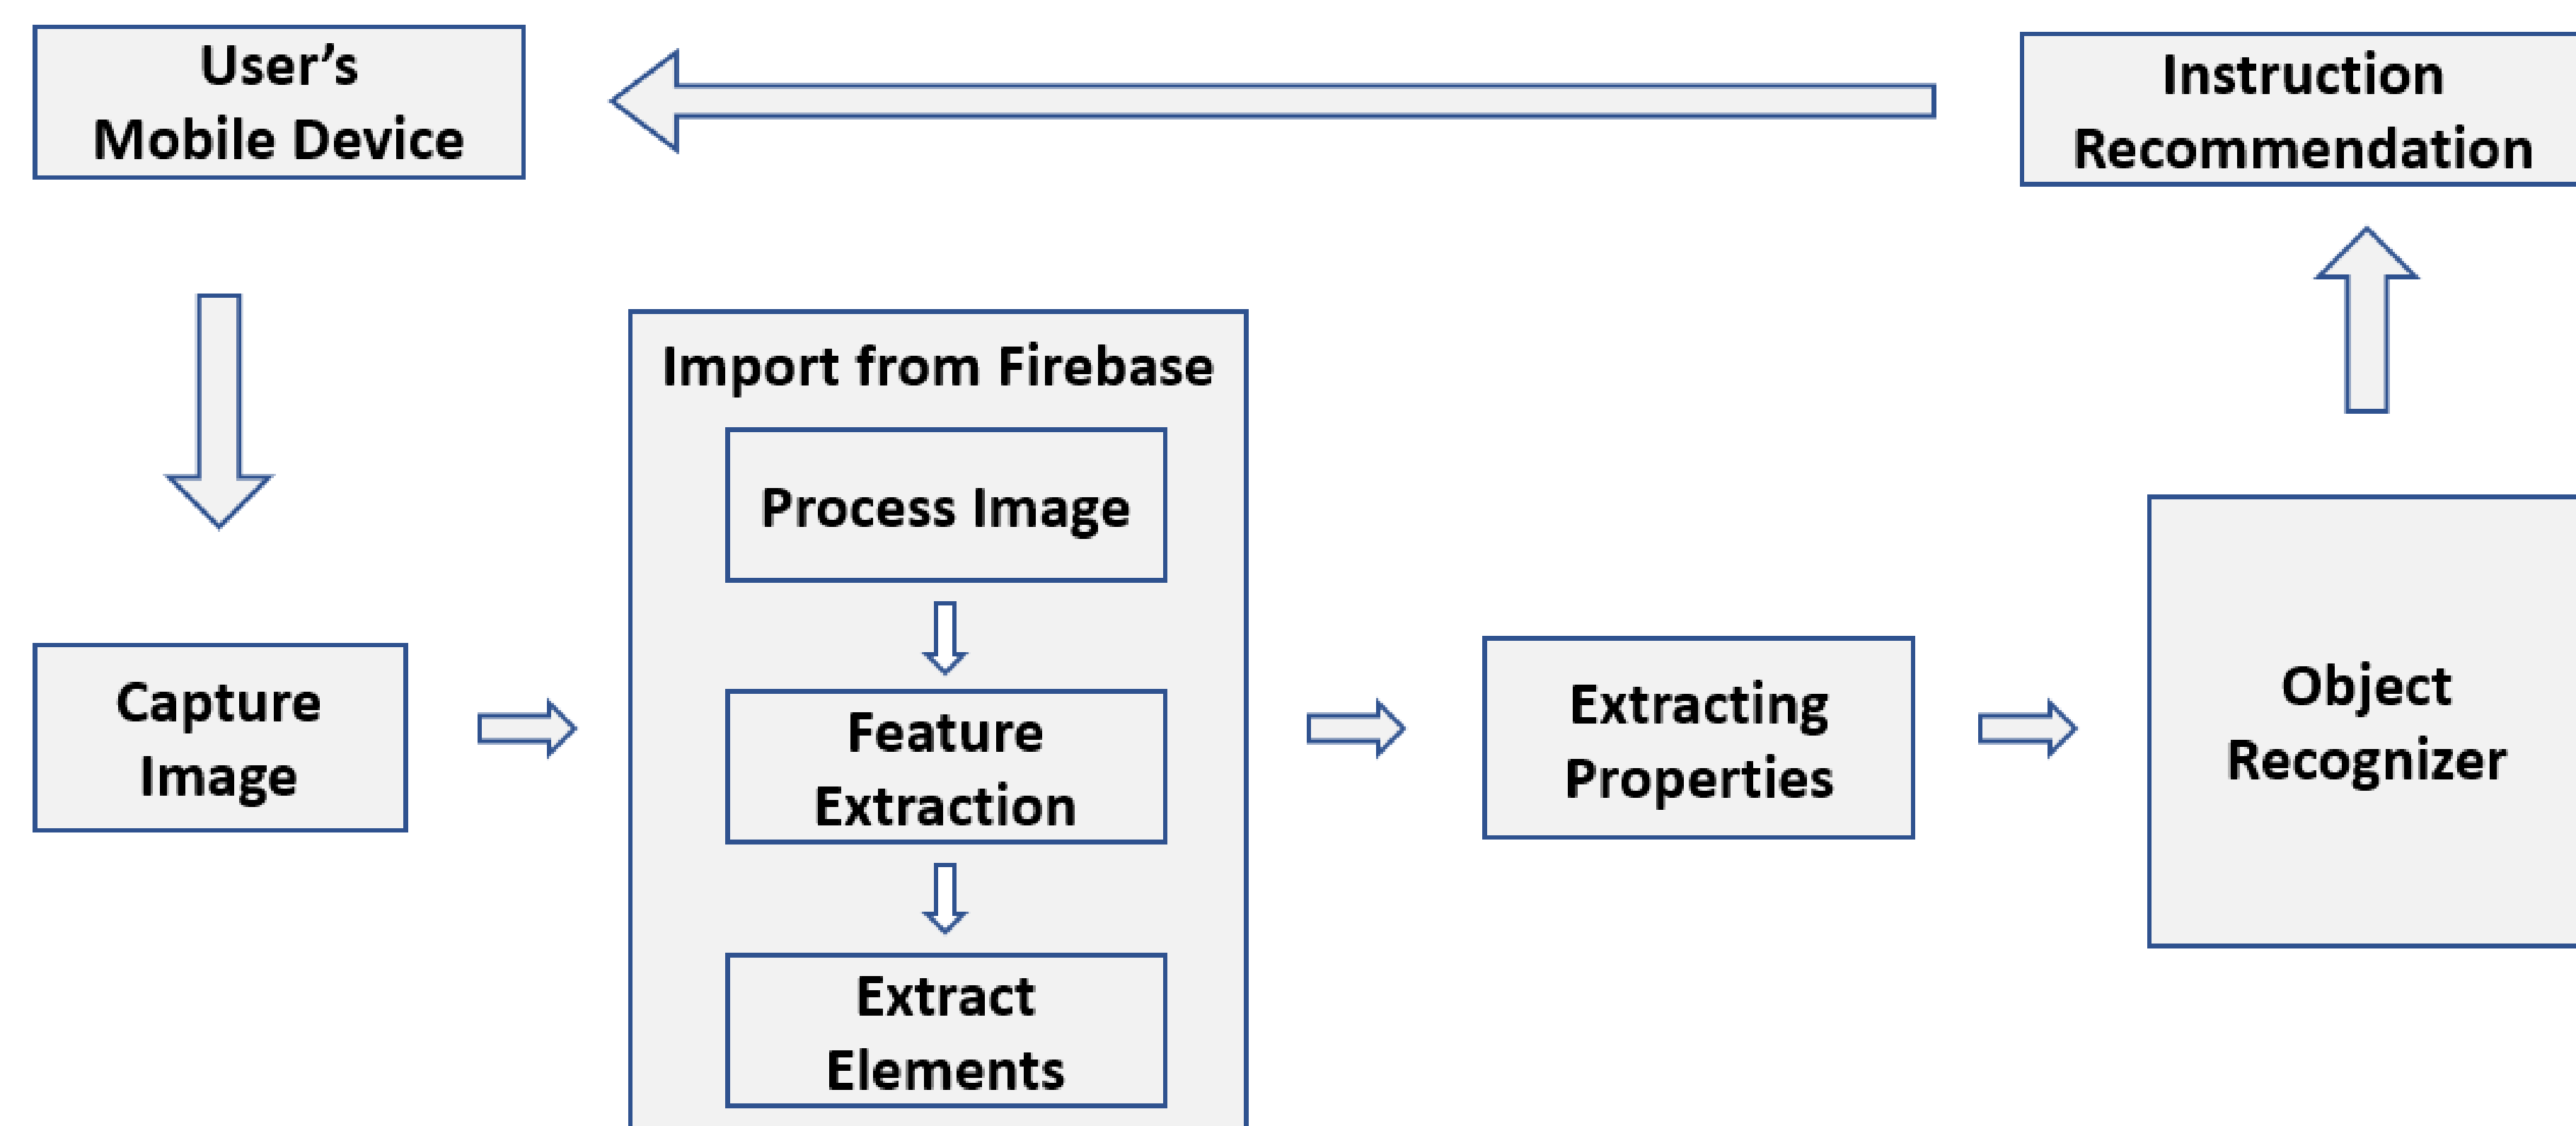 User’s
Mobile Device
Instruction
Recommendation
Import from Firebase
Process Image
Feature
Extraction
Extract
Elements
Capture
Image
Extracting
Properties
Object
Recognizer